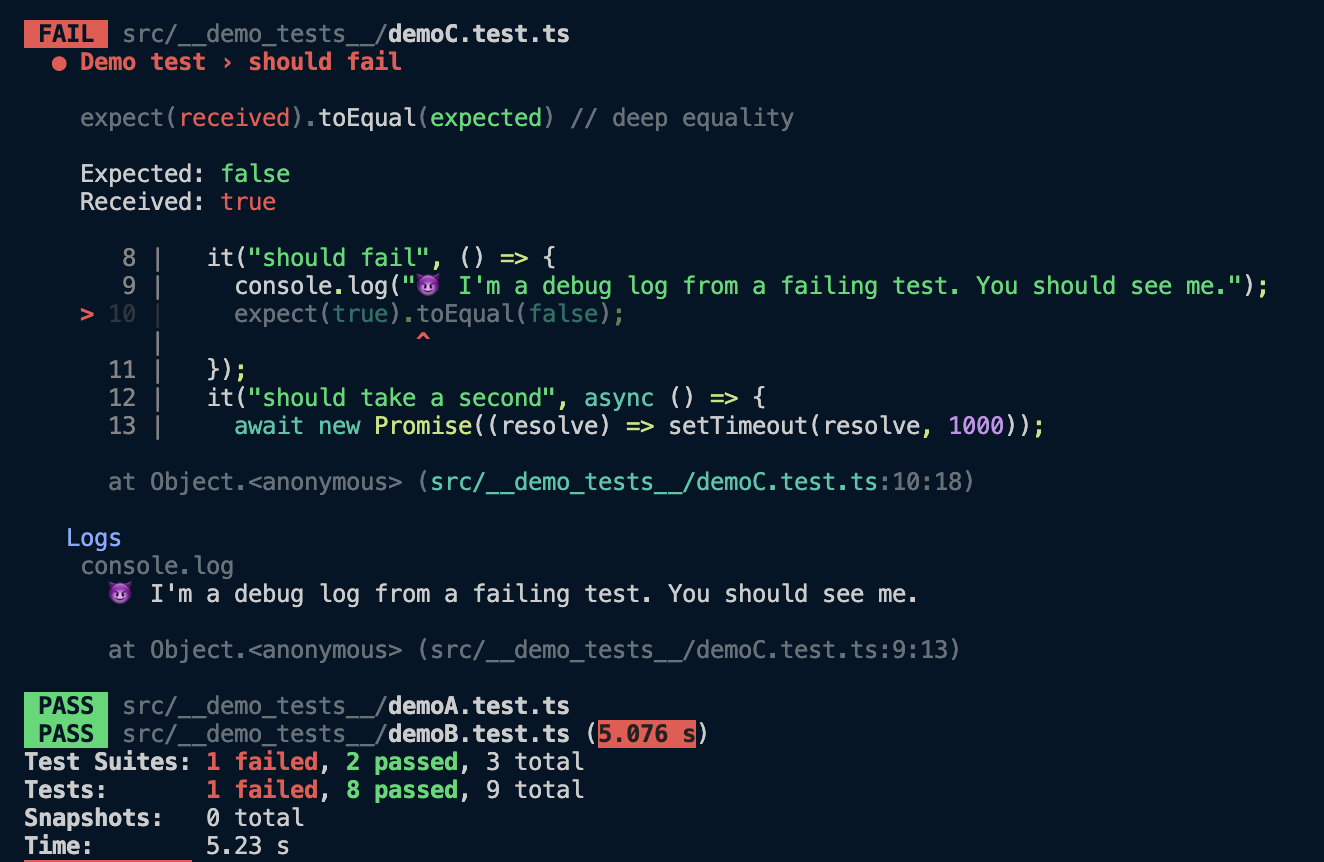 FAIL src/__demo_tests__/demoC.test.ts
● Demo test › should fail
expect(received).toEqual(expected) // deep equality
Expected: false
Received: true
8 | it("should fail", () => {
9 | console.log("😈 I'm a debug log from a failing test. You should see me.");
> 10 | expect(true).toEqual(false);
| ^
11 | });
12 | it("should take a second", async () => {
13 | await new Promise((resolve) => setTimeout(resolve, 1000));
at Object.<anonymous> (src/__demo_tests__/demoC.test.ts:10:18)
Logs
console.log
😈 I'm a debug log from a failing test. You should see me.
at Object.<anonymous> (src/__demo_tests__/demoC.test.ts:9:13)
PASS src/__demo_tests__/demoA.test.ts
PASS src/__demo_tests__/demoB.test.ts (5.076 s)
Test Suites: 1 failed, 2 passed, 3 total
Tests: 1 failed, 8 passed, 9 total
Snapshots: 0 total
Time: 5.23 s